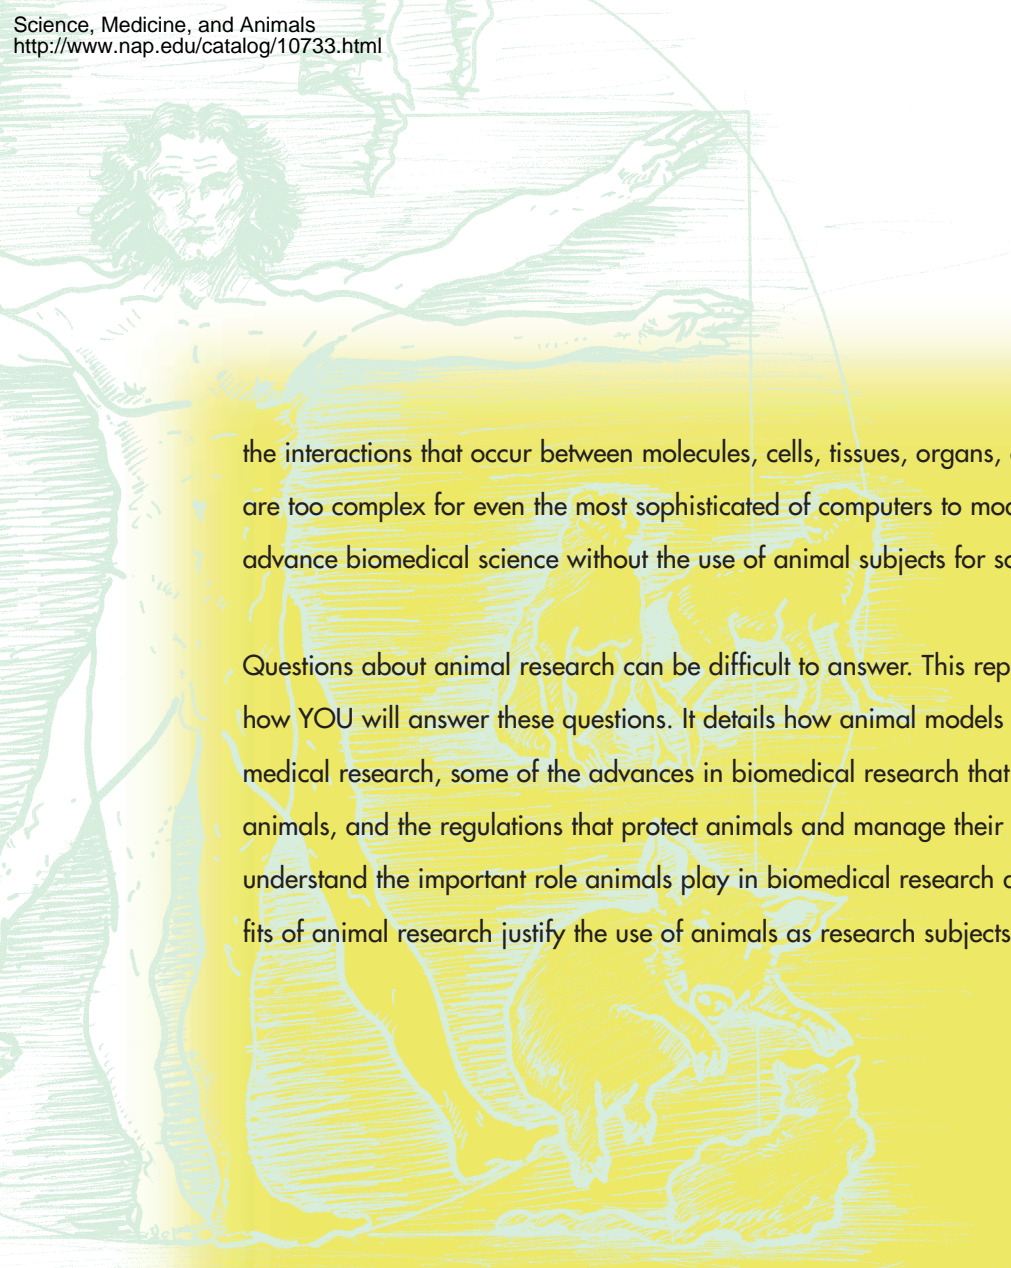 Science, Medicine, and Animals
http://www.nap.edu/catalog/10733.html
the interactions that occur between molecules, cells, tissues, organs,
are too complex for even the most sophisticated of computers to
advance biomedical science without the use of animal subjects for
Questions about animal research can be difficult to answer. This
how YOU will answer these questions. It details how animal models
medical research, some of the advances in biomedical research that
animals, and the regulations that protect animals and manage their
understand the important role animals play in biomedical research
fits of animal research justify the use of animals as research subjects